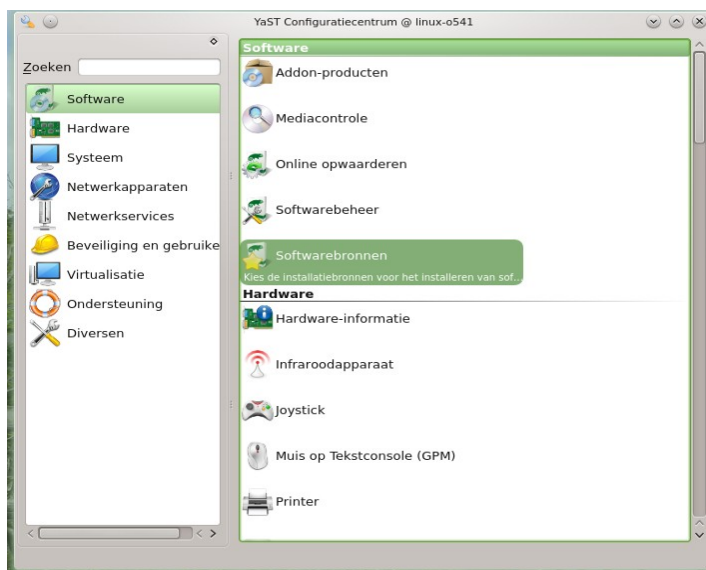 YaST Configuratiecentrum @ linux-o541
Zoeken
Software
Hardware
Systeem
Netwerkapparaten
Netwerkservices
Beveiliging en gebruike
Virtualisatie
Ondersteuning
Diversen
Software
Addon-producten
Mediacontrole
Online opwaarderen
Softwarebeheer
Softwarebronnen
Kies de installatiebronnen voor het installeren van sof...
Hardware
Hardware-informatie
Infraroodapparaat
Joystick
Muis op Tekstconsole (GPM)
Printer